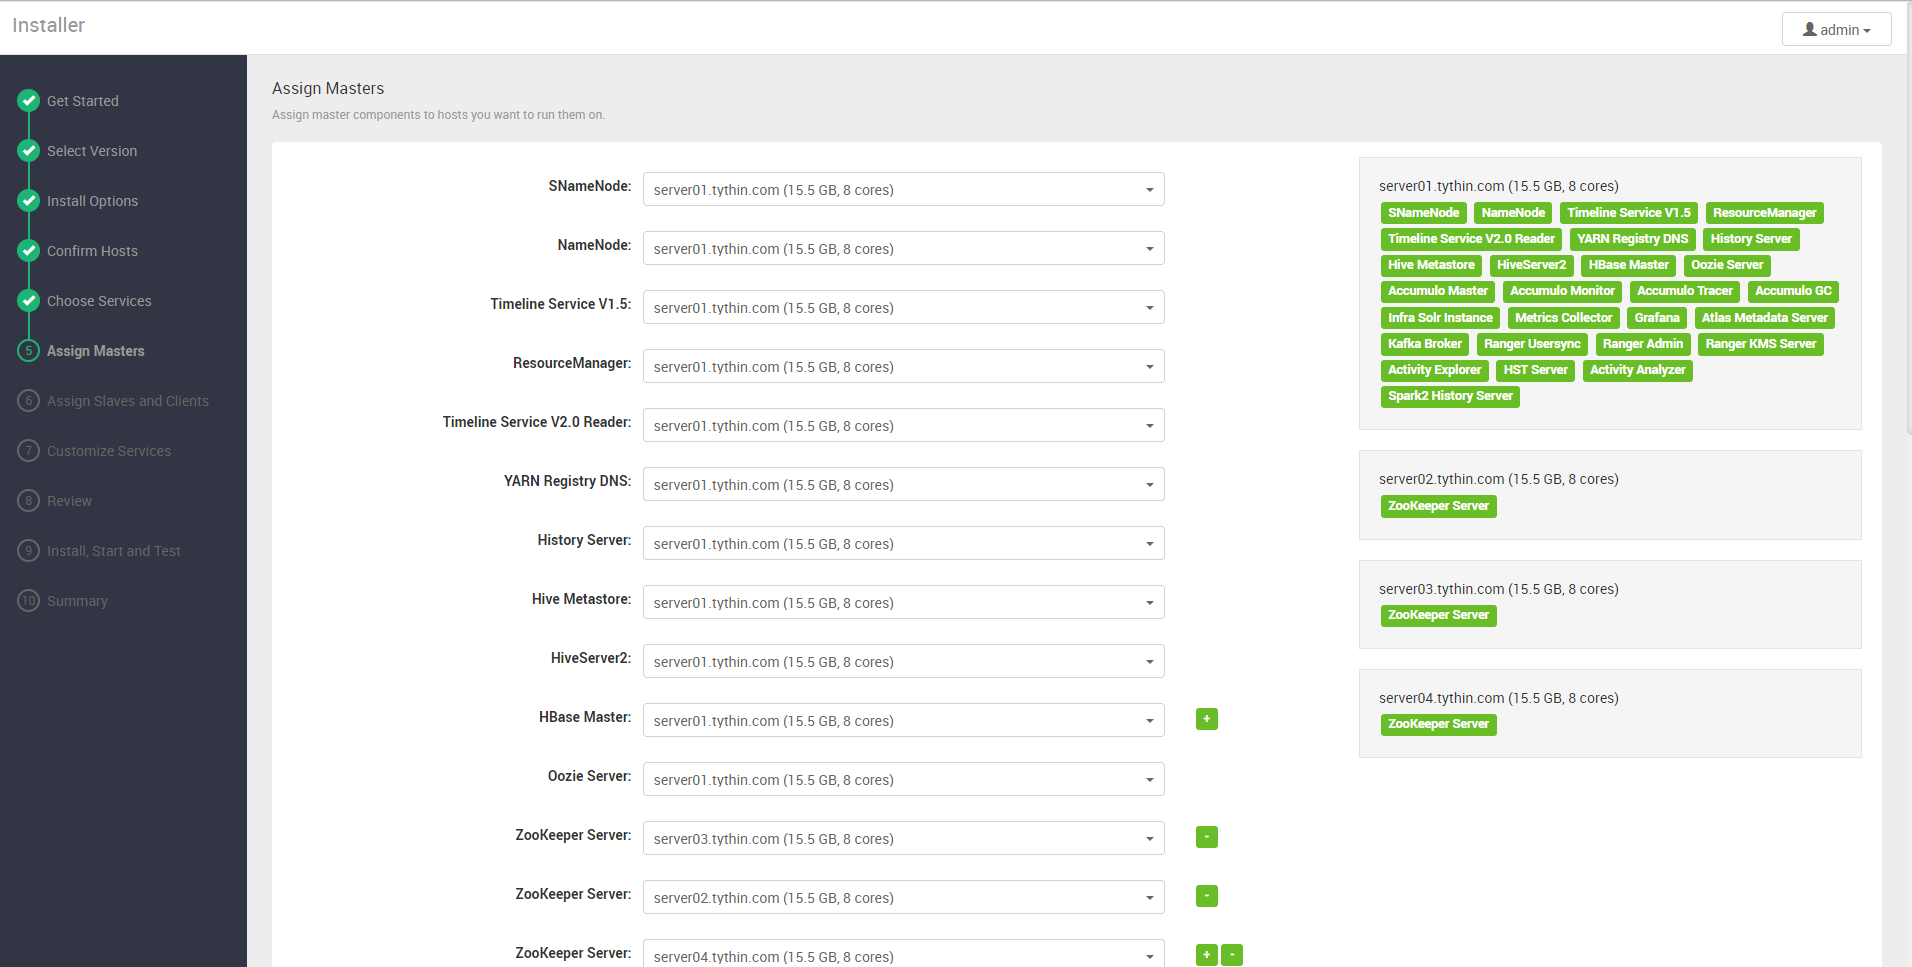 Installer
admin
Get Started
Select Version
Install Options
Confirm Hosts
Choose Services
5 Assign Masters
6 Assign Slaves and Clients
7 Customize Services
8 Review
9 Install, Start and Test
10 Summary
Assign Masters
Assign master components to hosts you want to run them on.
SNameNode: server01.tythin.com (15.5 GB, 8 cores)
NameNode: server01.tythin.com (15.5 GB, 8 cores)
Timeline Service V1.5: server01.tythin.com (15.5 GB, 8 cores)
ResourceManager: server01.tythin.com (15.5 GB, 8 cores)
Timeline Service V2.0 Reader: server01.tythin.com (15.5 GB, 8 cores)
YARN Registry DNS: server01.tythin.com (15.5 GB, 8 cores)
History Server: server01.tythin.com (15.5 GB, 8 cores)
Hive Metastore: server01.tythin.com (15.5 GB, 8 cores)
HiveServer2: server01.tythin.com (15.5 GB, 8 cores)
HBase Master: server01.tythin.com (15.5 GB, 8 cores) +
Oozie Server: server01.tythin.com (15.5 GB, 8 cores)
ZooKeeper Server: server03.tythin.com (15.5 GB, 8 cores) -
ZooKeeper Server: server02.tythin.com (15.5 GB, 8 cores) -
ZooKeeper Server: server04.tythin.com (15.5 GB, 8 cores) + -
server01.tythin.com (15.5 GB, 8 cores)
SNameNode NameNode Timeline Service V1.5 ResourceManager
Timeline Service V2.0 Reader YARN Registry DNS History Server
Hive Metastore HiveServer2 HBase Master Oozie Server
Accumulo Master Accumulo Monitor Accumulo Tracer Accumulo GC
Infra Solr Instance Metrics Collector Grafana Atlas Metadata Server
Kafka Broker Ranger Usersync Ranger Admin Ranger KMS Server
Activity Explorer HST Server Activity Analyzer
Spark2 History Server
server02.tythin.com (15.5 GB, 8 cores)
ZooKeeper Server
server03.tythin.com (15.5 GB, 8 cores)
ZooKeeper Server
server04.tythin.com (15.5 GB, 8 cores)
ZooKeeper Server